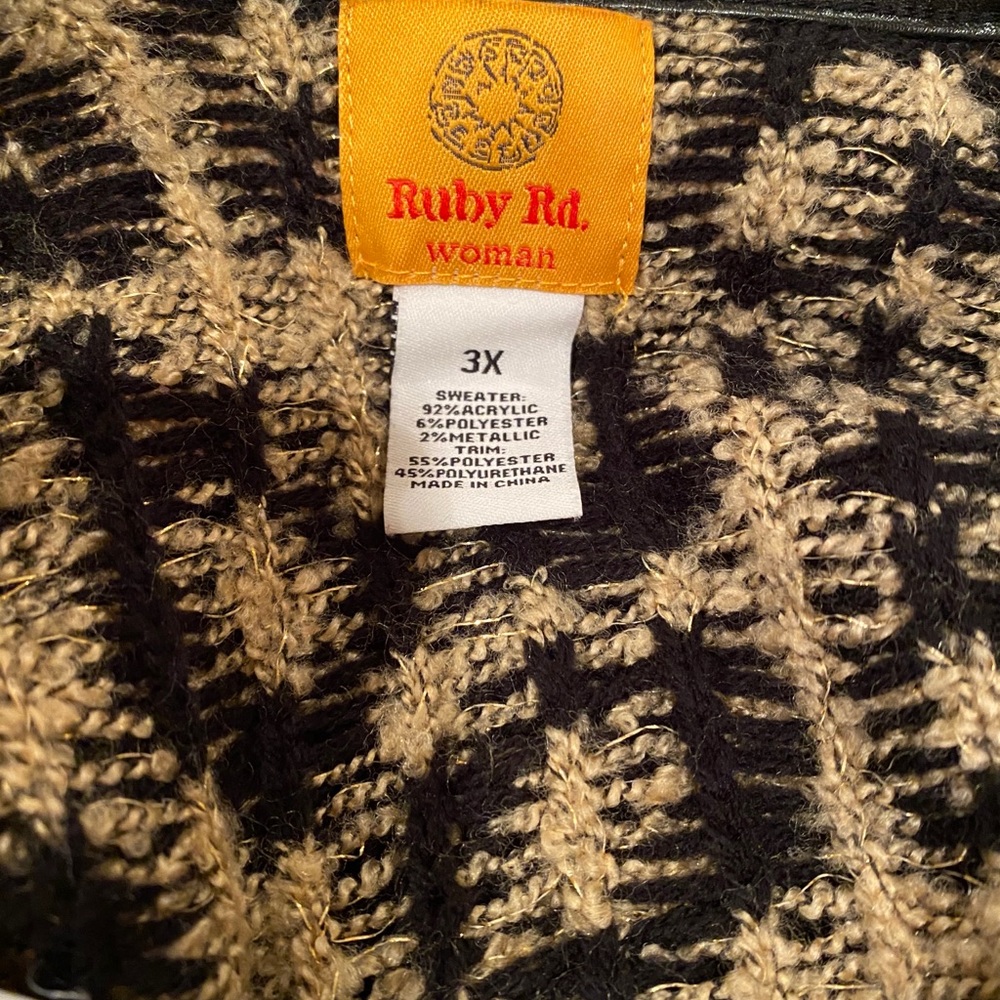 Ruby Rd.
woman
3X
SWEATER:
92%ACRYLIC
6%POLYESTER
2%METALLIC
TRIM:
55%POLYESTER
45%POLYURETHANE
MADE IN CHINA